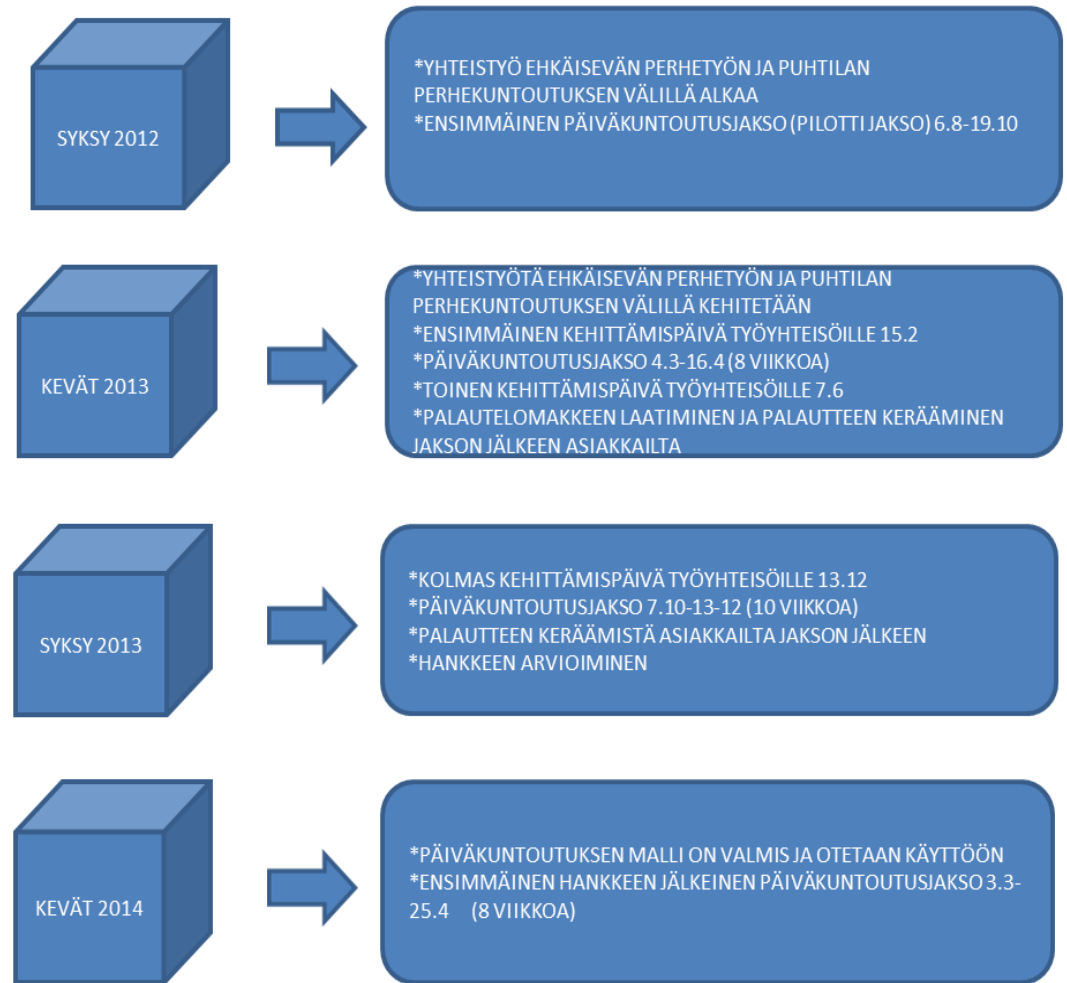 SYKSY 2012
*YHTEISTYÖ EHKÄISEVÄN PERHETYÖN JA PUHTILAN
PERHEKUNTOUTUKSEN VÄLILLÄ ALKAA
*ENSIMMÄINEN PÄIVÄKUNTOUTUSJAKSO (PILOTTI JAKSO) 6.8-19.10
KEVÄT 2013
*YHTEISTYÖTÄ EHKÄISEVÄN PERHETYÖN JA PUHTILAN
PERHEKUNTOUTUKSEN VÄLILLÄ KEHITETÄÄN
*ENSIMMÄINEN KEHITTÄMISPÄIVÄ TYÖYHTEISÖILLE 15.2
*PÄIVÄKUNTOUTUSJAKSO 4.3-16.4 (8 VIIKKOA)
*TOINEN KEHITTÄMISPÄIVÄ TYÖYHTEISÖILLE 7.6
*PALAUTELOMAKKEEN LAATIMINEN JA PALAUTTEEN KERÄÄMINEN
JAKSON JÄLKEEN ASIAKKAILTA
SYKSY 2013
*KOLMAS KEHITTÄMISPÄIVÄ TYÖYHTEISÖILLE 13.12
*PÄIVÄKUNTOUTUSJAKSO 7.10-13-12 (10 VIIKKOA)
*PALAUTTEEN KERÄÄMISTÄ ASIAKKAILTA JAKSON JÄLKEEN
*HANKKEEN ARVIOIMINEN
KEVÄT 2014
*PÄIVÄKUNTOUTUKSEN MALLI ON VALMIS JA OTETAAN KÄYTTÖÖN
*ENSIMMÄINEN HANKKEEN JÄLKEINEN PÄIVÄKUNTOUTUSJAKSO 3.3-
25.4 (8 VIIKKOA)